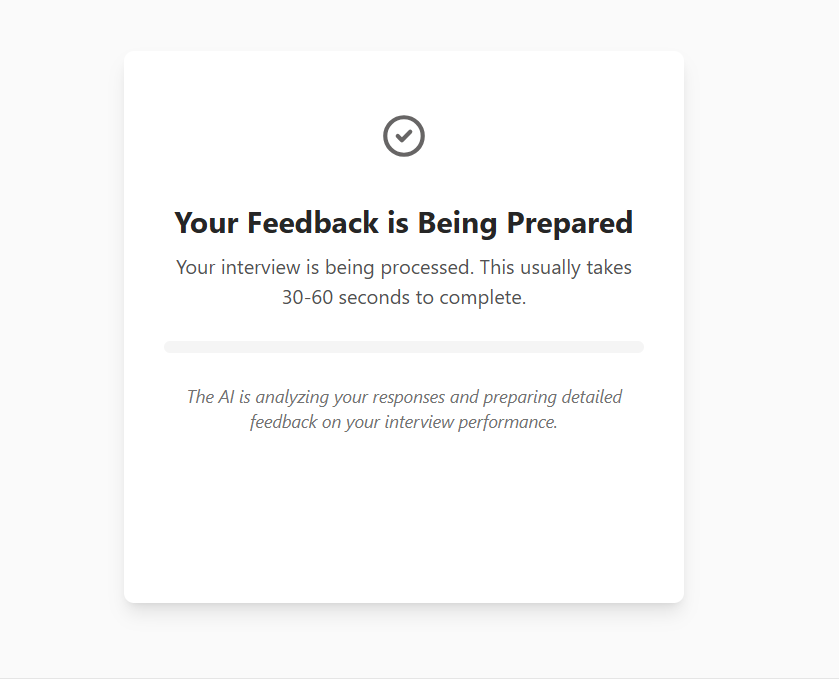 Your Feedback is Being Prepared
Your interview is being processed. This usually takes
30-60 seconds to complete.
The AI is analyzing your responses and preparing detailed
feedback on your interview performance.